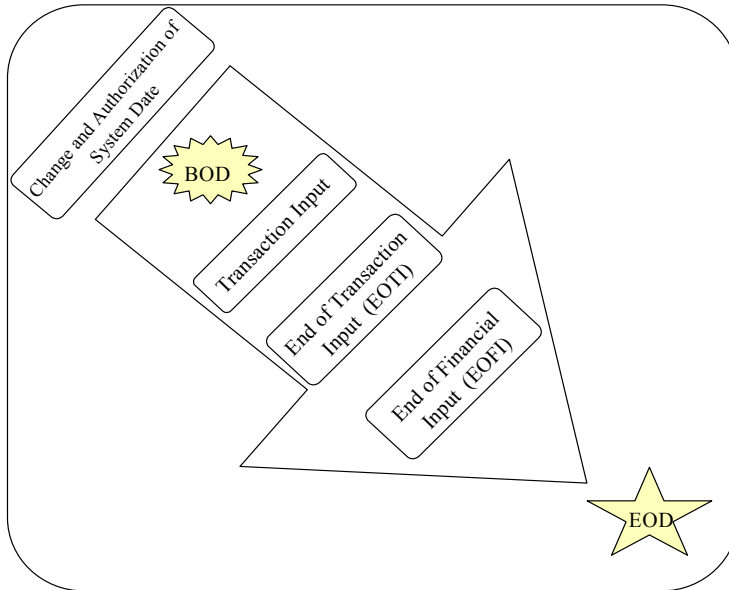 Change and Authorization of
System Date
BOD
Transaction Input
End of Transaction
Input (EOTI)
End of Financial
Input (EOFI)
EOD